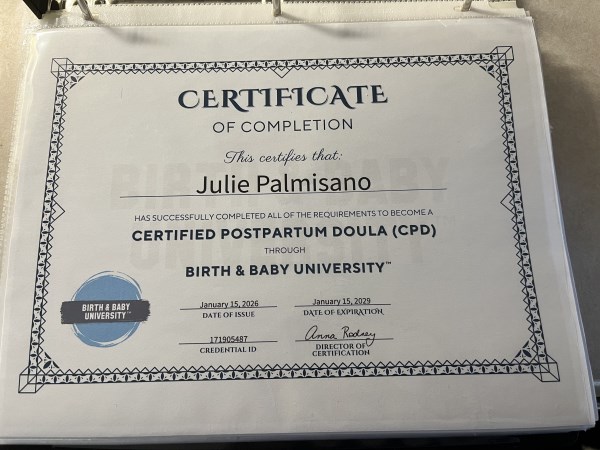 CERTIFICATE
OF COMPLETION
This certifies that:
Julie Palmisano
HAS SUCCESSFULLY COMPLETED ALL OF THE REQUIREMENTS TO BECOME A
CERTIFIED POSTPARTUM DOULA (CPD)
THROUGH
BIRTH & BABY UNIVERSITY™
BIRTH & BABY
UNIVERSITY™
January 15, 2026
DATE OF ISSUE
January 15, 2029
DATE OF EXPIRATION
171905487
CREDENTIAL ID
Anna Rodney
DIRECTOR OF
CERTIFICATION